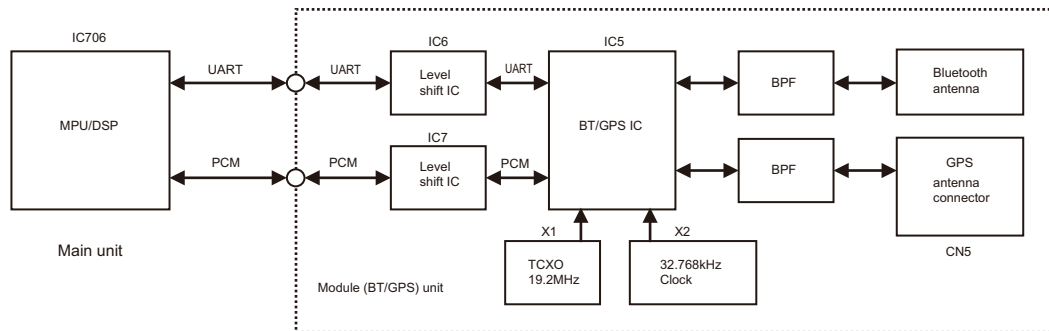 IC706
MPU/DSP
Main unit
UART
PCM
UART
PCM
IC6
Level
shift IC
IC7
Level
shift IC
UART
PCM
IC5
BT/GPS IC
BPF
BPF
Bluetooth
antenna
GPS
antenna
connector
CN5
X1
TCXO
19.2MHz
X2
32.768kHz
Clock
Module (BT/GPS) unit